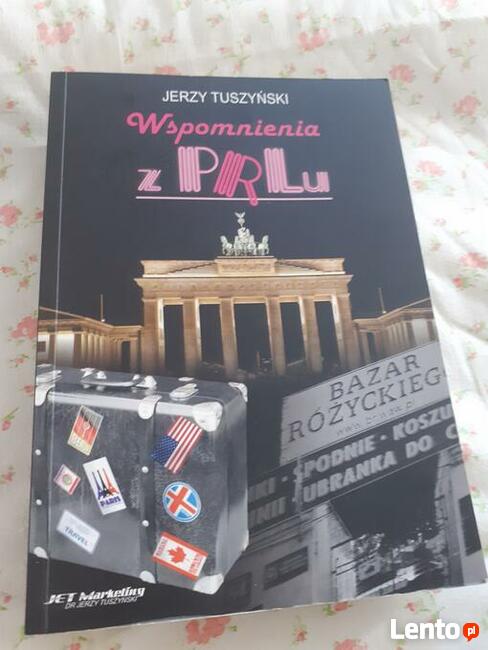 JERZY TUSZYŃSKI
Wspomnienia
z PRLu
BAZAR
RÓŻYCKIEG
KI - SPODNIE - KOSZU
UBRANKA DO
PARIS
TRAVEL
JET Marketing
DR JERZY TUSZYŃSKI
Lento.pl